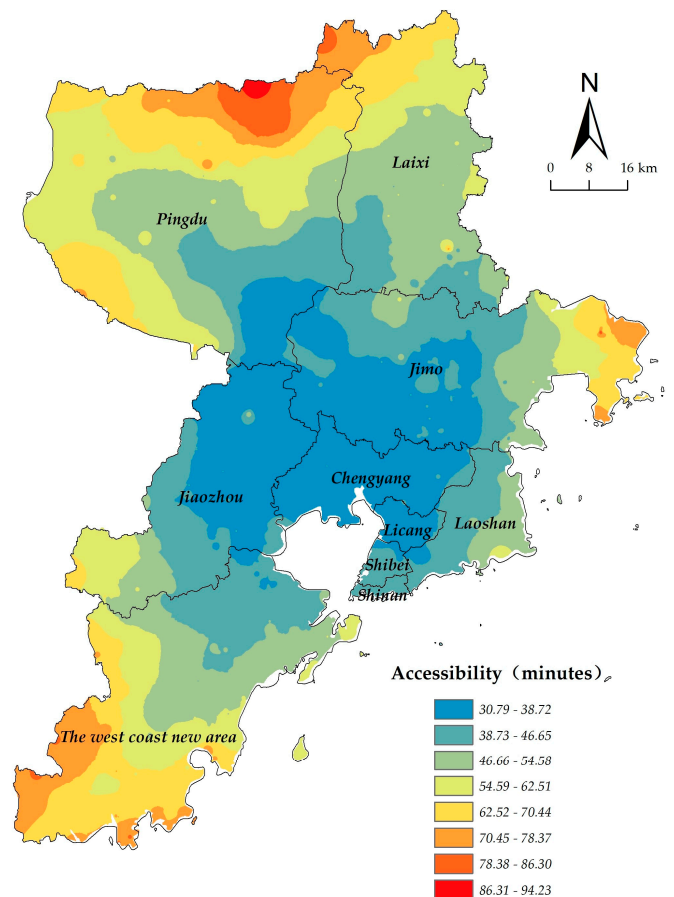 N
0 8 16 km
Laixi
Pingdu
Jimo
Chengyang
Jiaozhou
Licang
Laoshan
Shibei
Shinan
The west coast new area
Accessibility（minutes）
30.79 - 38.72
38.73 - 46.65
46.66 - 54.58
54.59 - 62.51
62.52 - 70.44
70.45 - 78.37
78.38 - 86.30
86.31 - 94.23